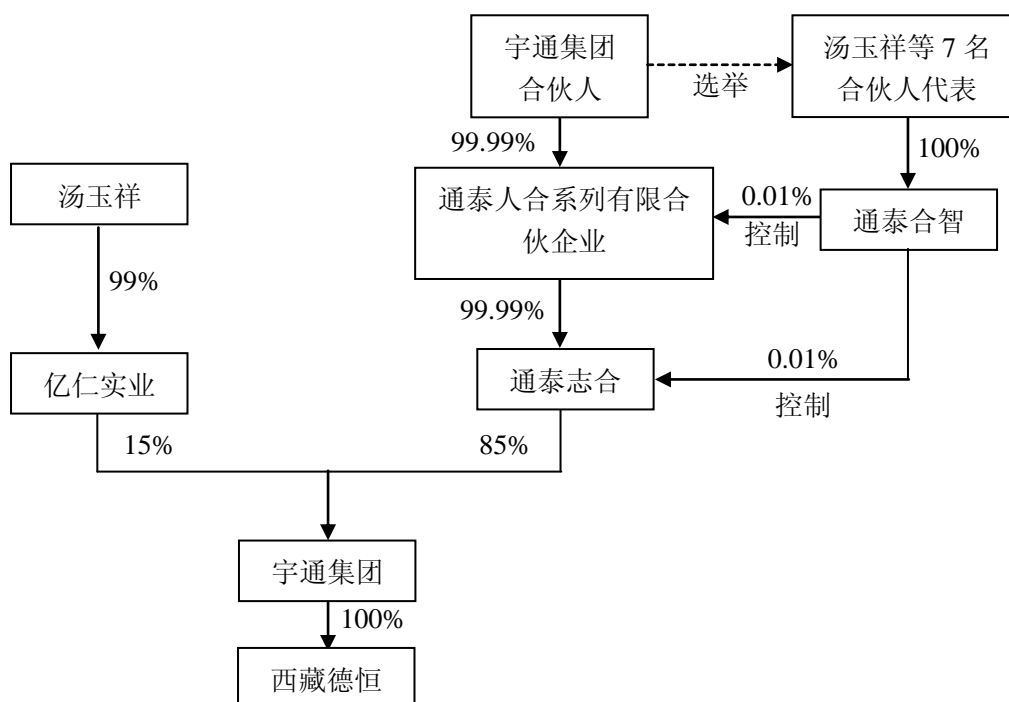 宇通集团
合伙人
选举
汤玉祥等 7 名
合伙人代表
99.99%
100%
汤玉祥
通泰人合系列有限合
伙企业
0.01%
控制
通泰合智
99%
99.99%
亿仁实业
通泰志合
0.01%
控制
15%
85%
宇通集团
100%
西藏德恒